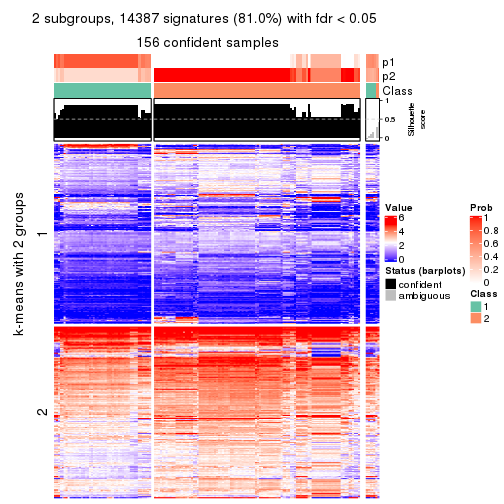 2 subgroups, 14387 signatures (81.0%) with fdr < 0.05
156 confident samples
p1
p2
Class
1
0.5
0
Silhouette
score
k-means with 2 groups
1
2
Value
6
4
2
0
Status (barplots)
confident
ambiguous
Prob
1
0.8
0.6
0.4
0.2
0
Class
1
2